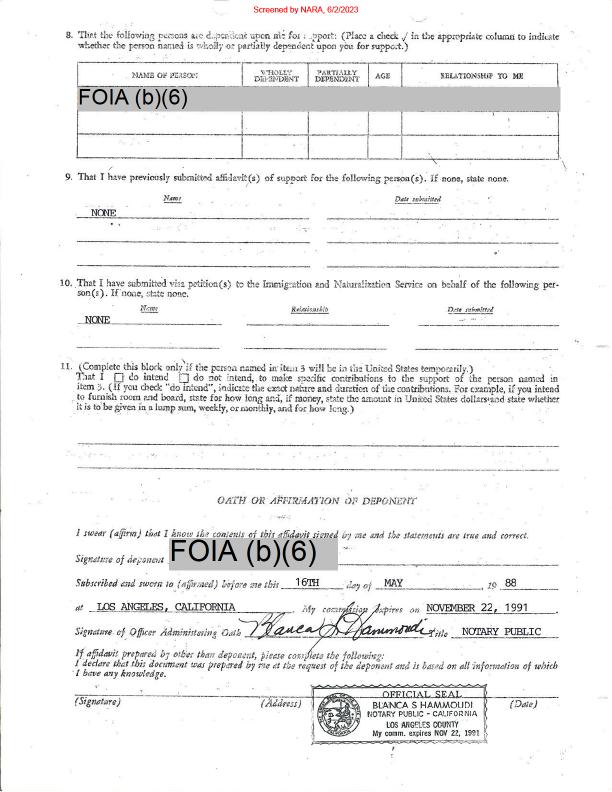 Screened by NARA, 6/2/2023
8. That the following persons are dependent upon me for support: (Place a check ✓ in the appropriate column to indicate
whether the person named is wholly or partially dependent upon you for support.)
NAME OF PERSON WHOLLY DEPENDENT PARTIALLY DEPENDENT AGE RELATIONSHIP TO ME
FOIA (b)(6)
9. That I have previously submitted affidavit(s) of support for the following person(s). If none, state none.
Name Date submitted
NONE
10. That I have submitted visa petition(s) to the Immigration and Naturalization Service on behalf of the following per-
son(s). If none, state none.
Name Relationship Date submitted
NONE
11. (Complete this block only if the person named in item 3 will be in the United States temporarily.)
That I ☐ do intend ☐ do not intend, to make specific contributions to the support of the person named in
item 3. (If you check "do intend", indicate the exact nature and duration of the contributions. For example, if you intend
to furnish room and board, state for how long and, if money, state the amount in United States dollars and state whether
it is to be given in a lump sum, weekly, or monthly, and for how long.)
OATH OR AFFIRMATION OF DEPONENT
I swear (affirm) that I know the contents of this affidavit signed by me and the statements are true and correct.
Signature of deponent FOIA (b)(6)
Subscribed and sworn to (affirmed) before me this 16TH day of MAY 19 88
at LOS ANGELES, CALIFORNIA My commission expires on NOVEMBER 22, 1991
Signature of Officer Administering Oath Blanca S Hammoudi Title NOTARY PUBLIC
If affidavit prepared by other than deponent, please complete the following:
I declare that this document was prepared by me at the request of the deponent and is based on all information of which
I have any knowledge.
(Signature) (Address) (Date)
OFFICIAL SEAL
BLANCA S HAMMOUDI
NOTARY PUBLIC - CALIFORNIA
LOS ANGELES COUNTY
My comm. expires NOV 22, 1991